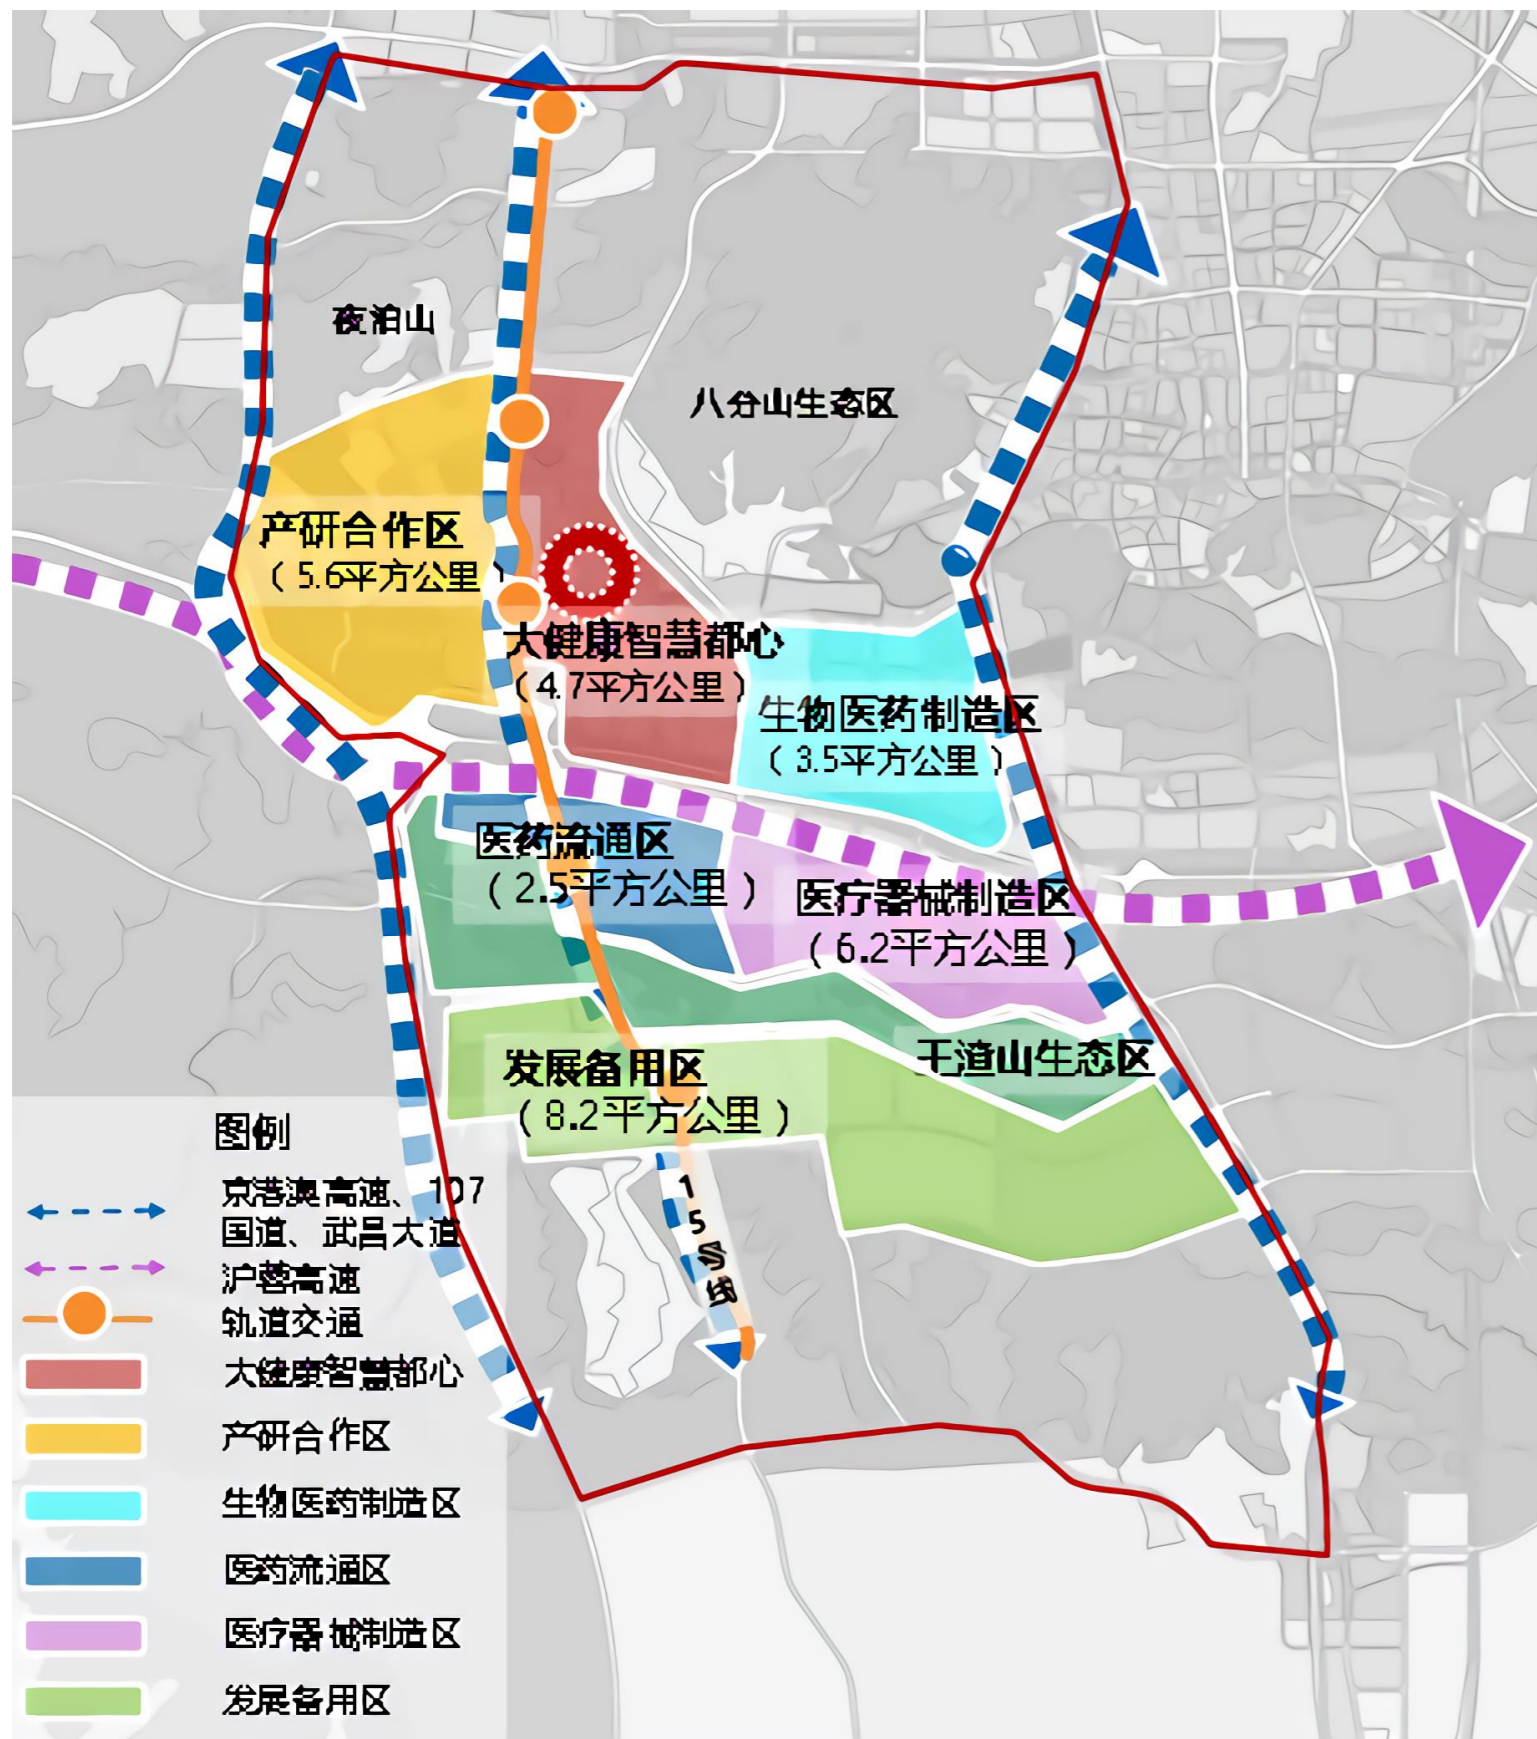 夜泊山
八分山生态区
产研合作区
（5.6平方公里）
大健康智慧都心
（4.7平方公里）
生物医药制造区
（3.5平方公里）
医药流通区
（2.5平方公里）
医疗器械制造区
（6.2平方公里）
发展备用区
（8.2平方公里）
王渣山生态区
15号线
图例
京港澳高速、107
国道、武昌大道
沪蓉高速
轨道交通
大健康智慧都心
产研合作区
生物医药制造区
医药流通区
医疗器械制造区
发展备用区